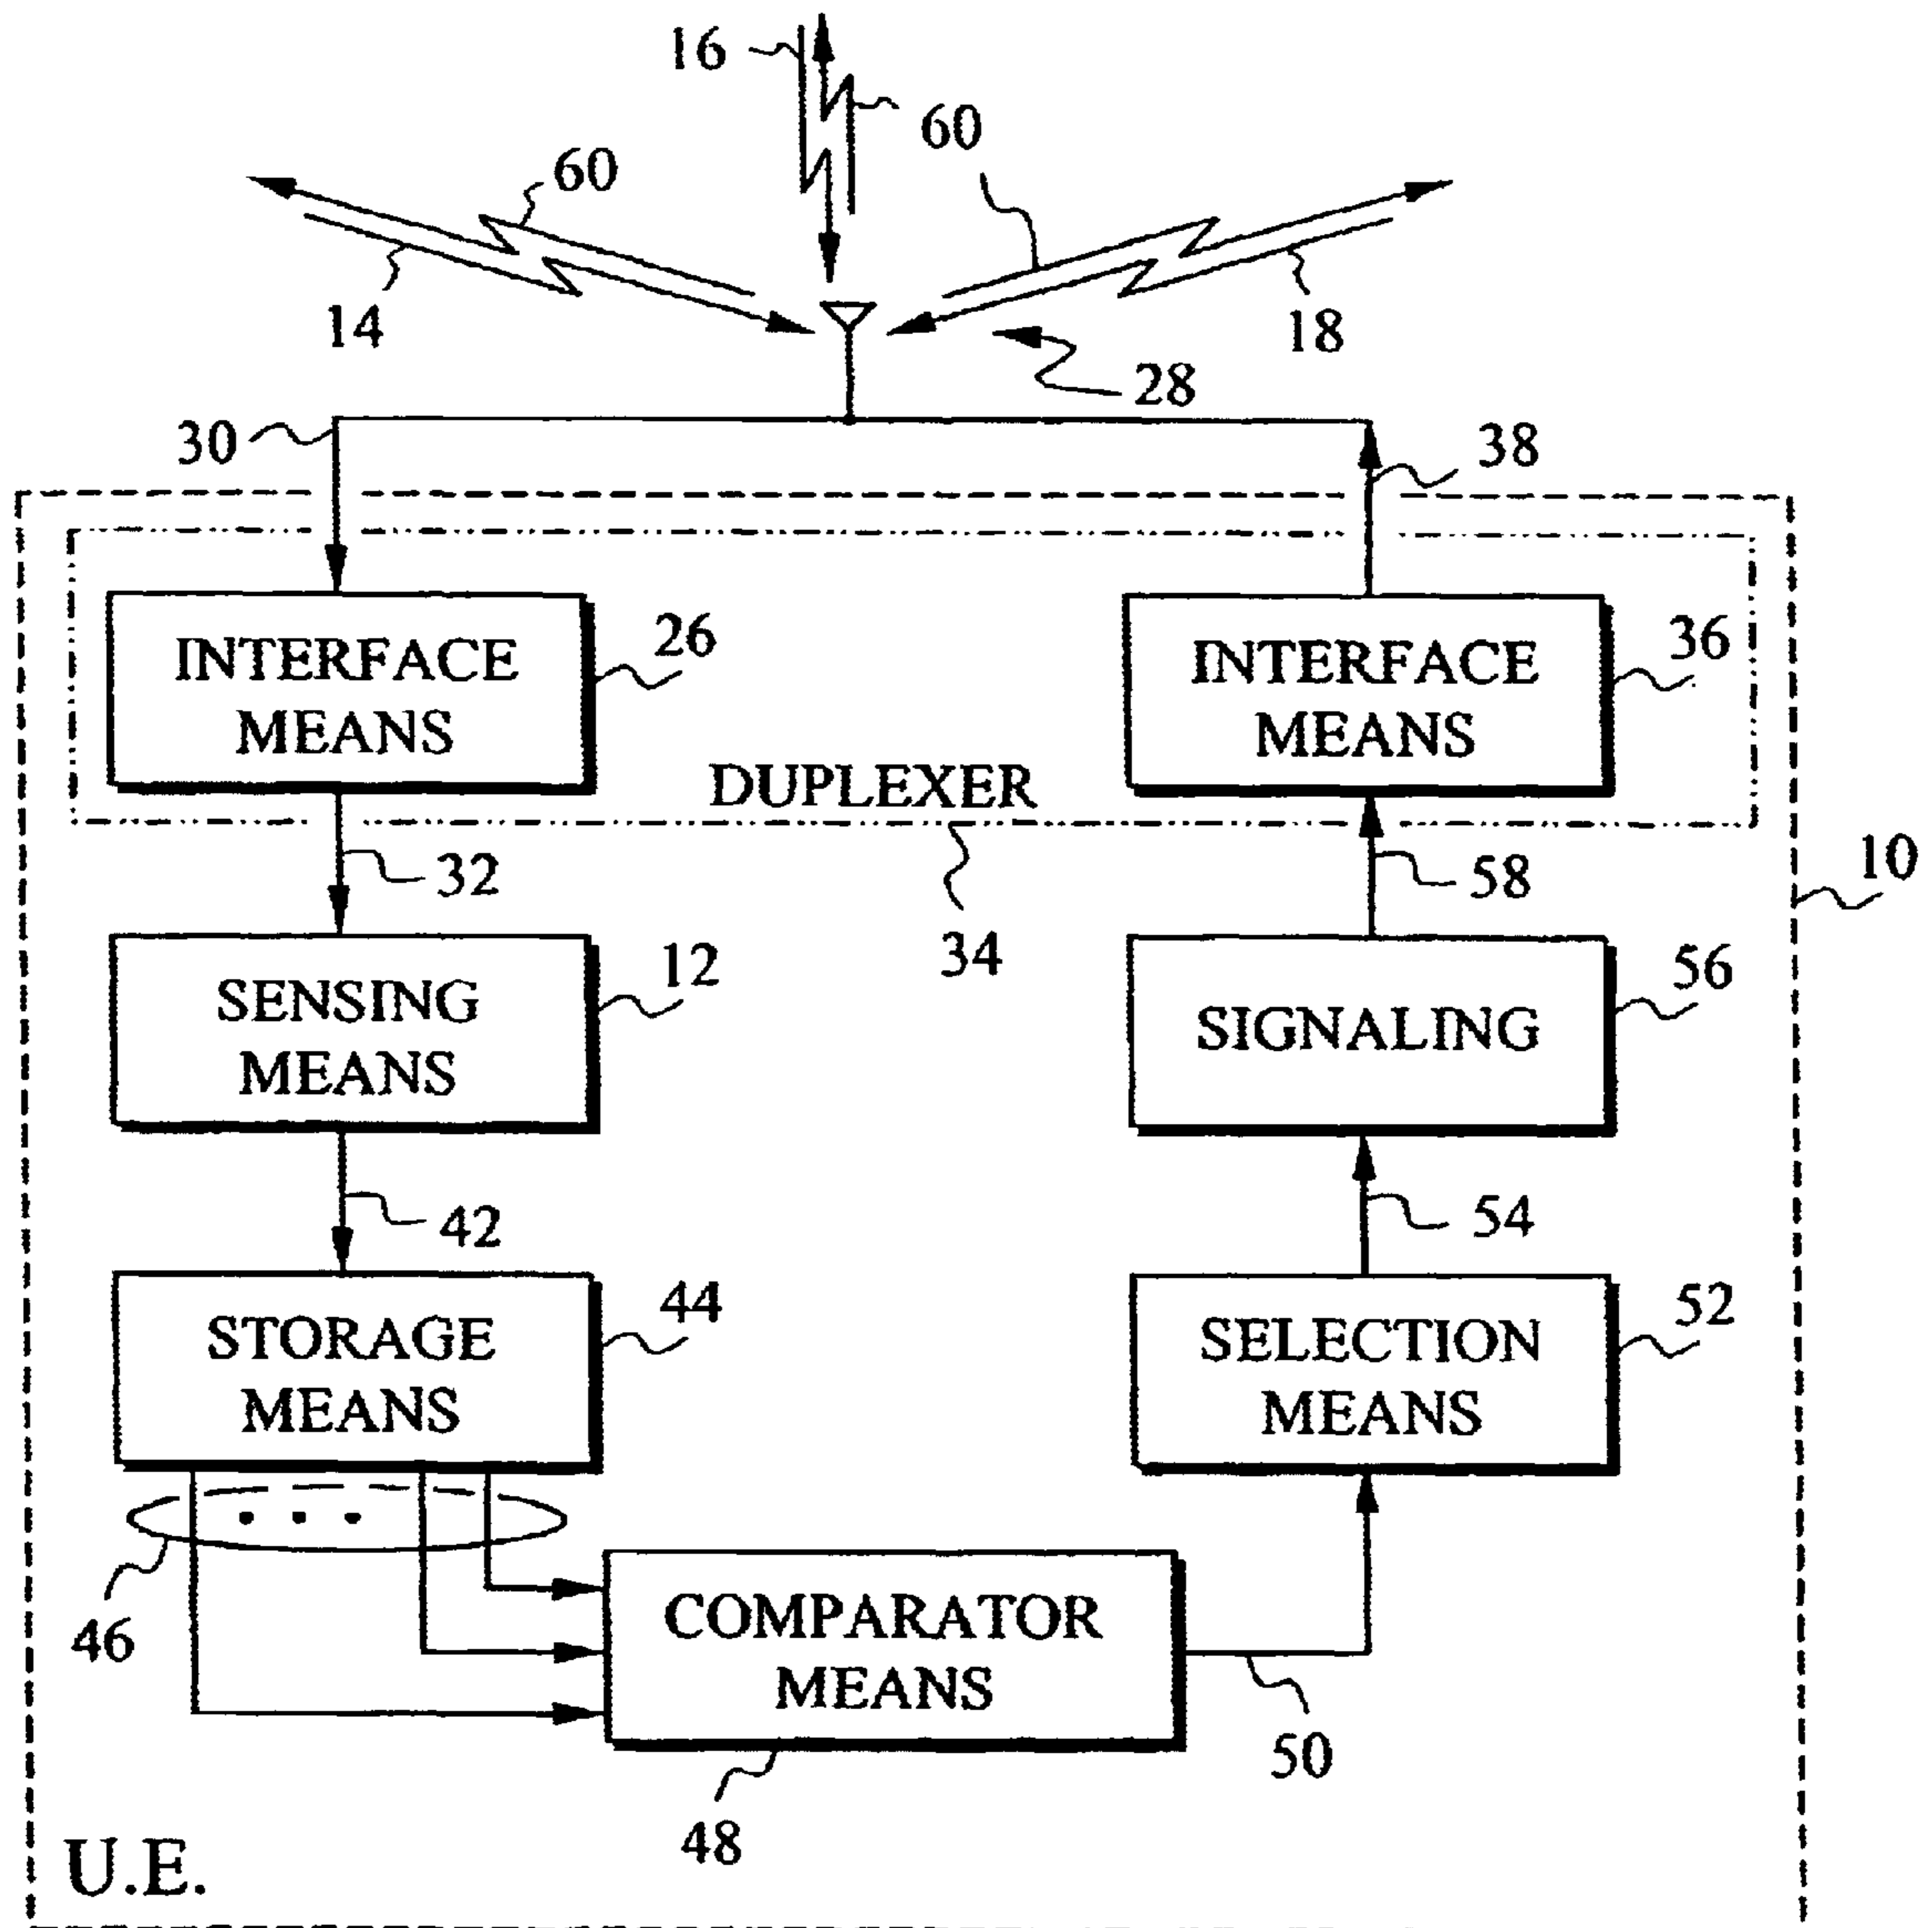 16
60
60
60
14
18
28
30
38
INTERFACE
MEANS
26
INTERFACE
MEANS
36
DUPLEXER
10
32
58
34
SENSING
MEANS
12
SIGNALING
56
42
54
STORAGE
MEANS
44
SELECTION
MEANS
52
46
COMPARATOR
MEANS
50
48
U.E.